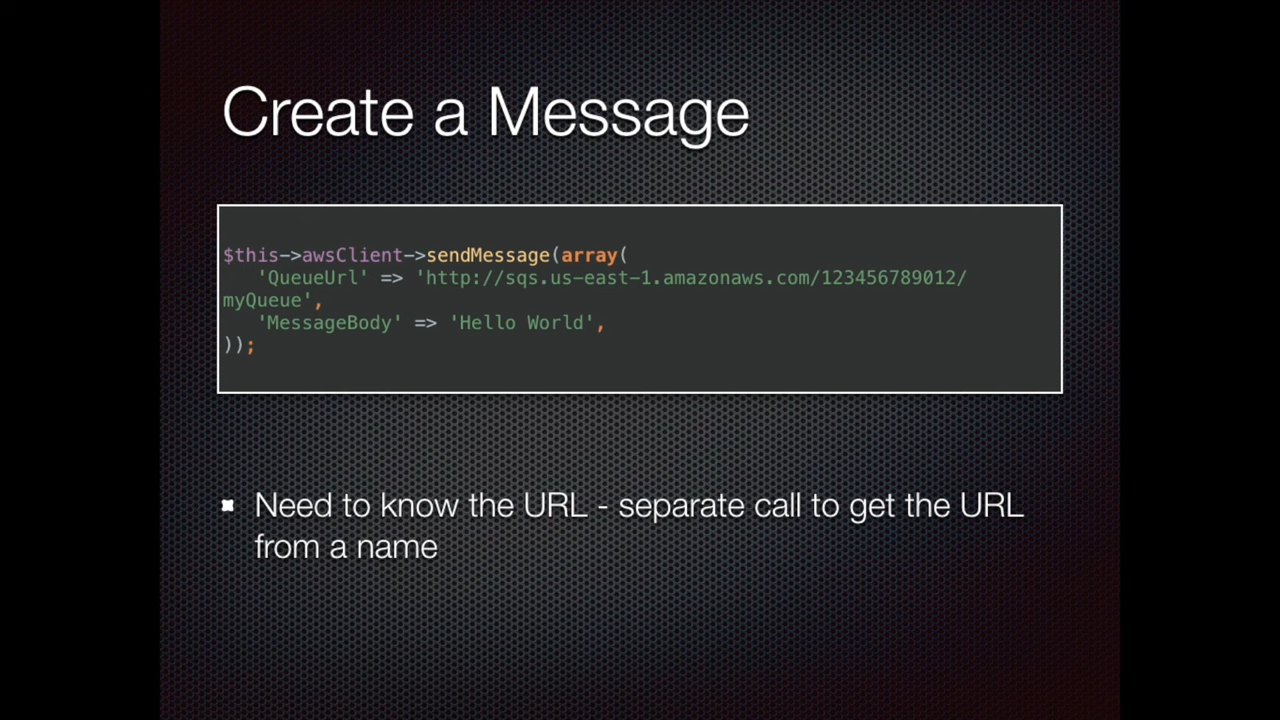 Create a Message
$this->awsClient->sendMessage(array(
'QueueUrl' => 'http://sqs.us-east-1.amazonaws.com/123456789012/
myQueue',
'MessageBody' => 'Hello World',
));
Need to know the URL - separate call to get the URL
from a name